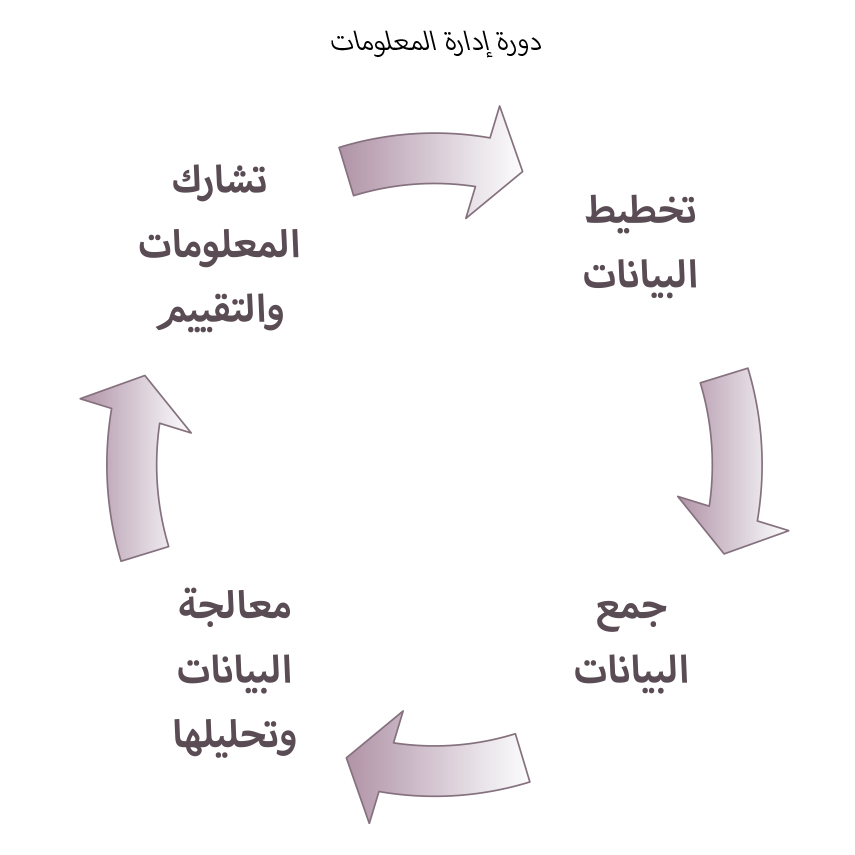 دورة إدارة المعلومات
تخطيط
البيانات
جمع
البيانات
معالجة
البيانات
وتحليلها
تشارك
المعلومات
والتقييم